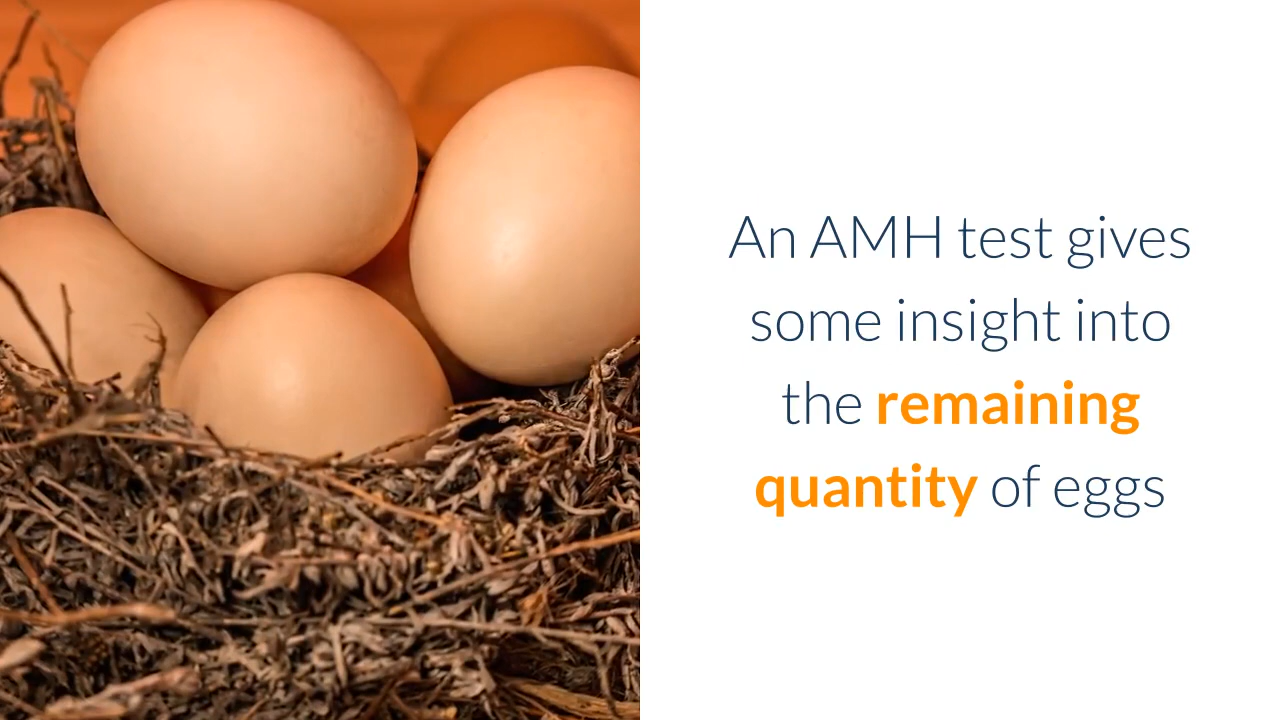 An AMH test gives
some insight into
the remaining
quantity of eggs